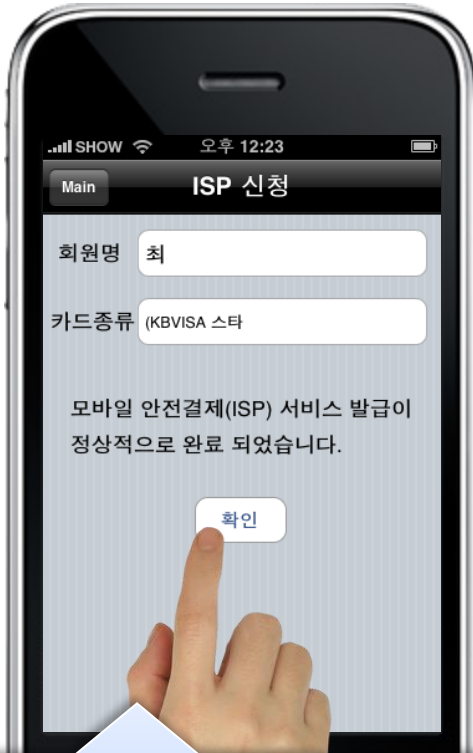 SHOW 오후 12:23
Main ISP 신청
회원명 최
카드종류 (KBVISA 스타
모바일 안전결제(ISP) 서비스 발급이
정상적으로 완료 되었습니다.
확인